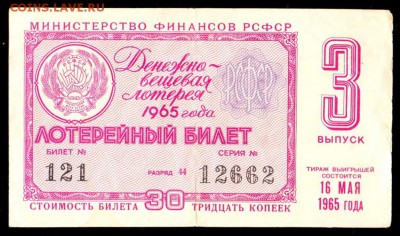 COINS.LAVE.RU
МИНИСТЕРСТВО ФИНАНСОВ РСФСР
Денежно-
вещевая
лотерея
1965 года
РСФСР
3
ВЫПУСК
ЛОТЕРЕЙНЫЙ БИЛЕТ
БИЛЕТ № СЕРИЯ №
121 РАЗРЯД 44 12662
ТИРАЖ ВЫИГРЫШЕЙ
СОСТОИТСЯ
16 МАЯ
1965 ГОДА
СТОИМОСТЬ БИЛЕТА 30 ТРИДЦАТЬ КОПЕЕК